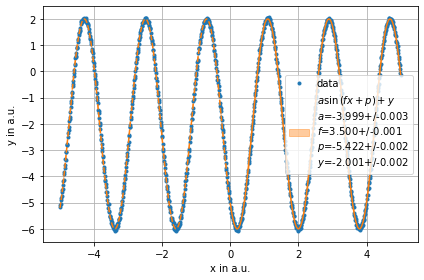 2
1
0
−1
−2
−3
−4
−5
−6
y in a.u.
data
a sin(fx + p) + y
a=-3.999+/-0.003
f=3.500+/-0.001
p=-5.422+/-0.002
y=-2.001+/-0.002
−4 −2 0 2 4
x in a.u.